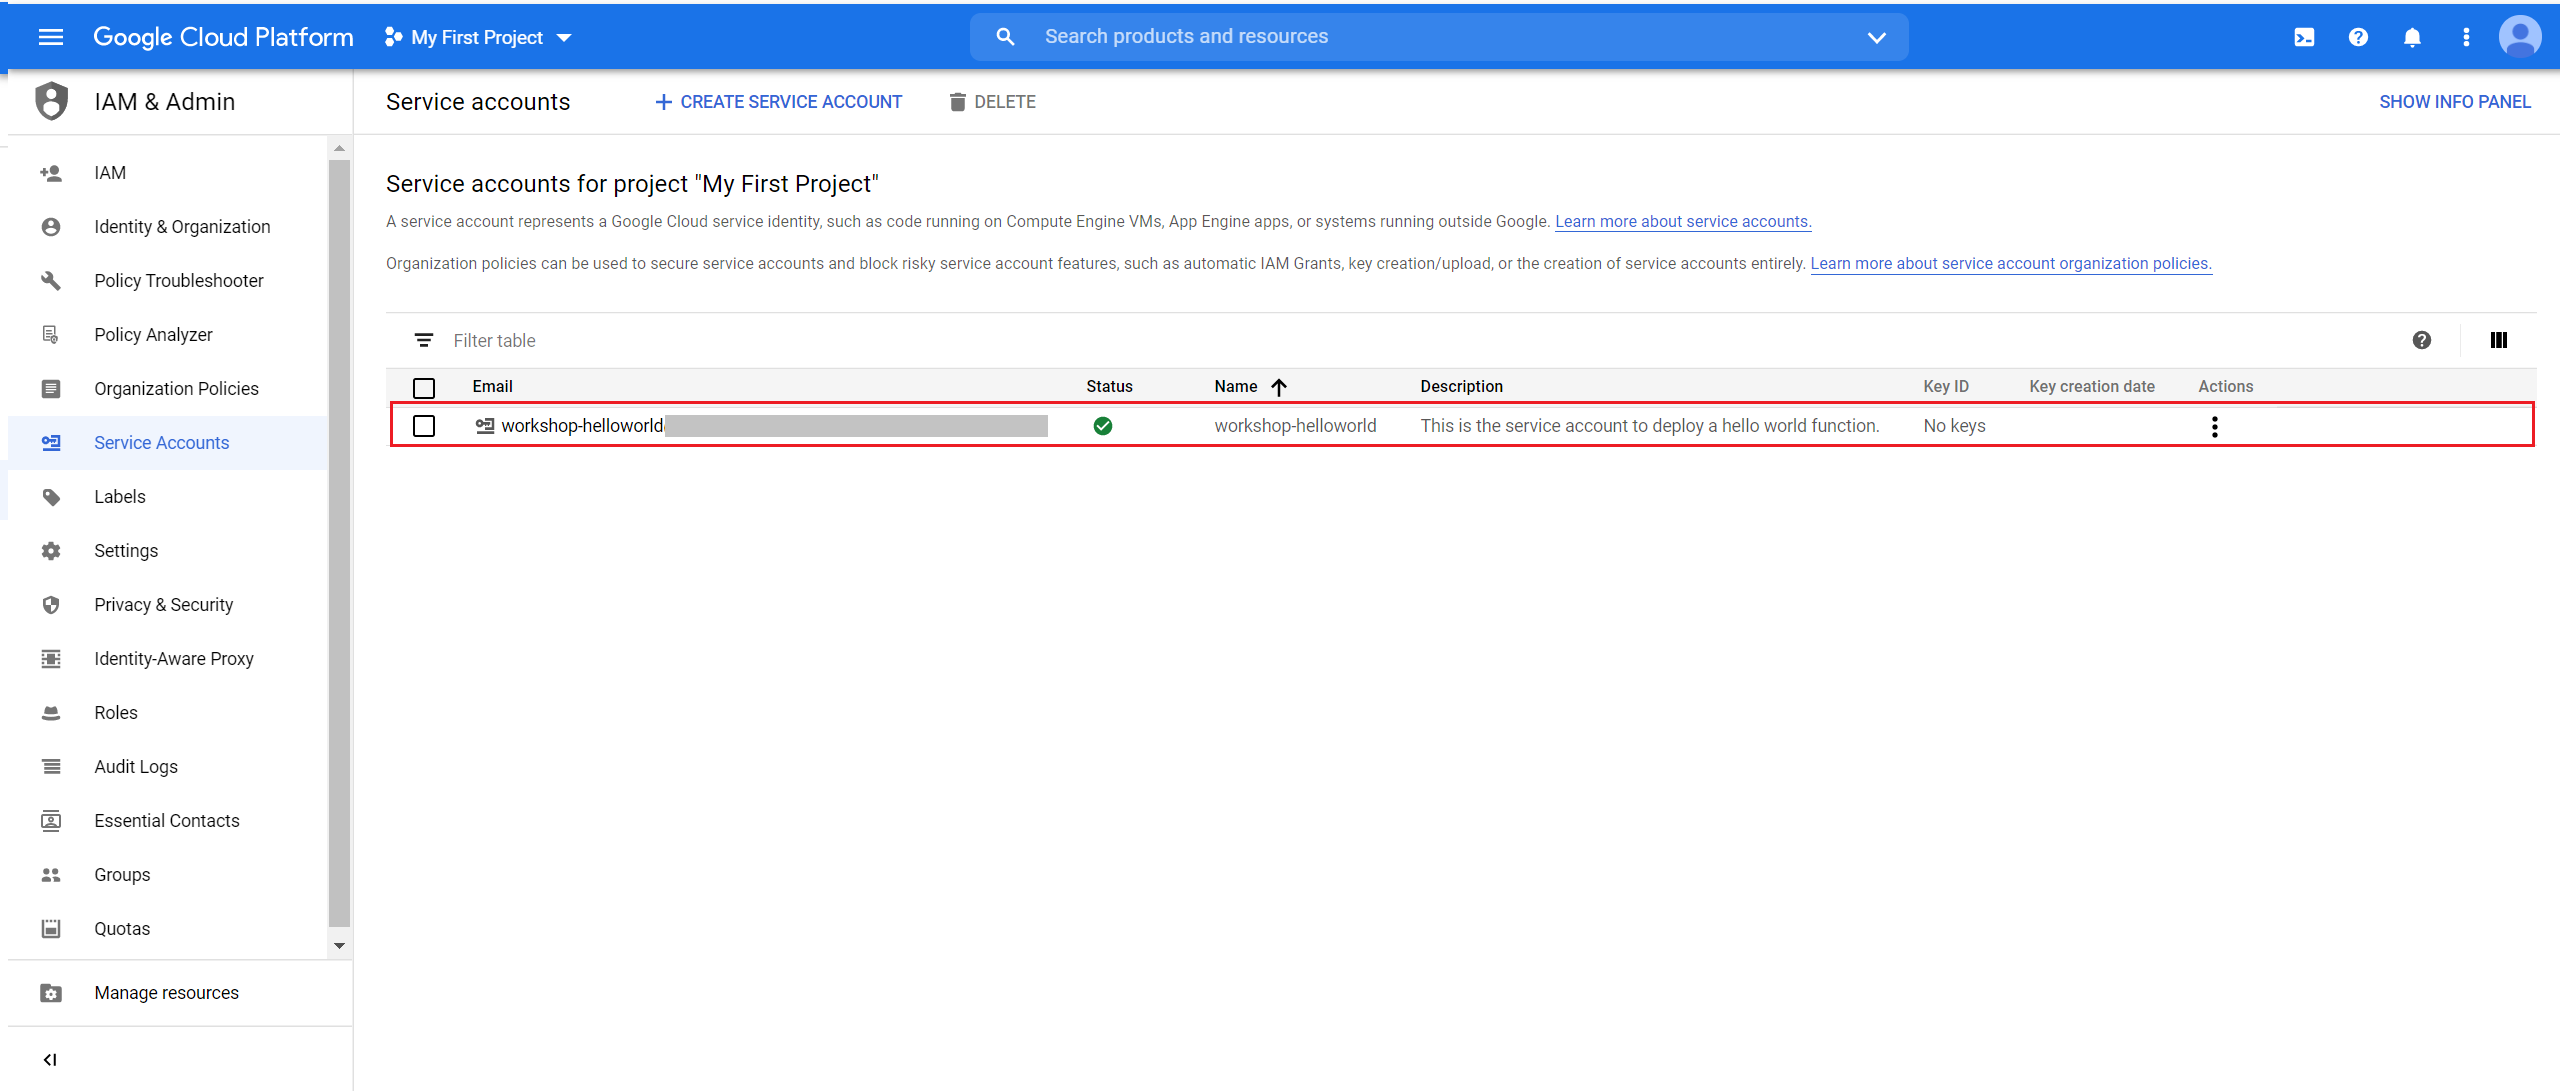 Google Cloud Platform My First Project Search products and resources
IAM & Admin
Service accounts CREATE SERVICE ACCOUNT DELETE SHOW INFO PANEL
IAM
Identity & Organization
Policy Troubleshooter
Policy Analyzer
Organization Policies
Service Accounts
Labels
Settings
Privacy & Security
Identity-Aware Proxy
Roles
Audit Logs
Essential Contacts
Groups
Quotas
Manage resources
Service accounts for project "My First Project"
A service account represents a Google Cloud service identity, such as code running on Compute Engine VMs, App Engine apps, or systems running outside Google. Learn more about service accounts.
Organization policies can be used to secure service accounts and block risky service account features, such as automatic IAM Grants, key creation/upload, or the creation of service accounts entirely. Learn more about service account organization policies.
Filter table
Email Status Name Description Key ID Key creation date Actions
workshop-helloworld workshop-helloworld This is the service account to deploy a hello world function. No keys